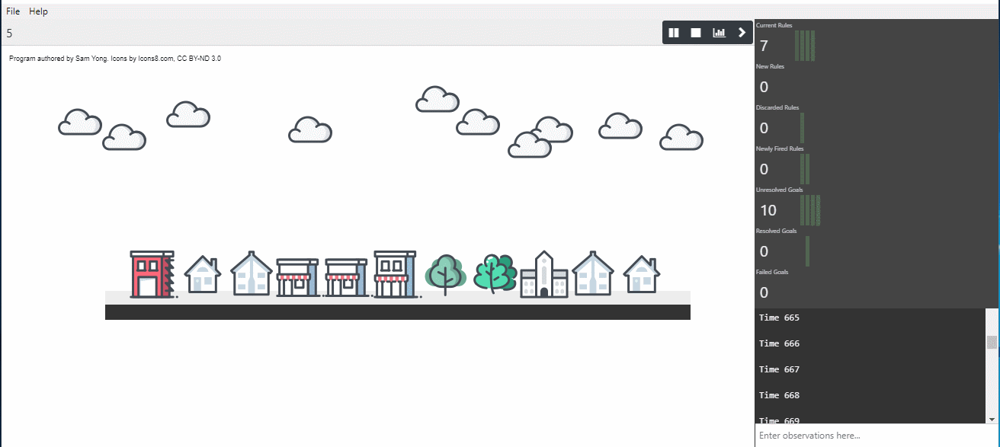 File Help
5
Program authored by Sam Yong. Icons by Icons8.com, CC BY-ND 3.0
Current Rules
7
New Rules
0
Discarded Rules
0
Newly Fired Rules
0
Unresolved Goals
10
Resolved Goals
0
Failed Goals
0
Time 665
Time 666
Time 667
Time 668
Time 669
Enter observations here...